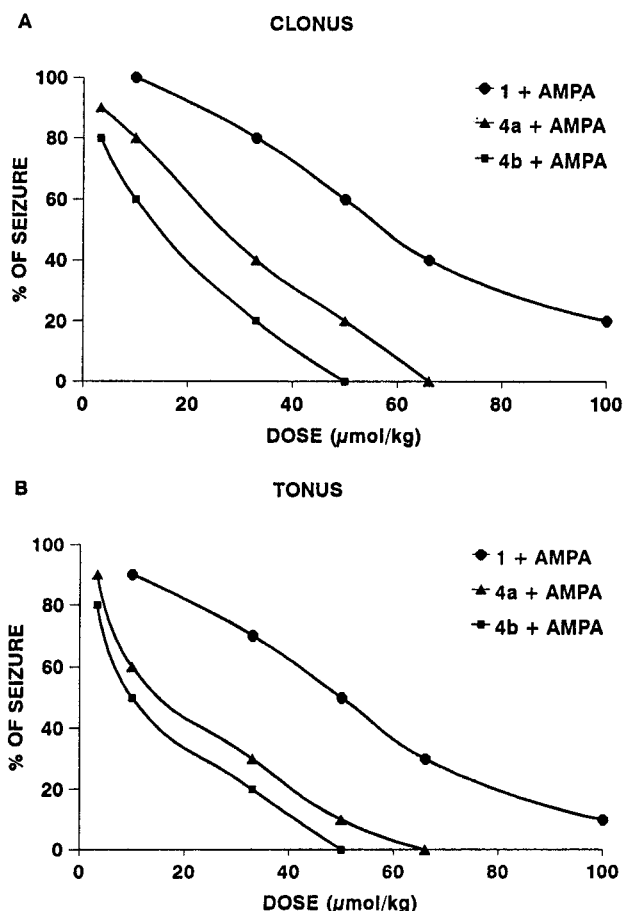 A
CLONUS
100
80
60
40
20
0
% OF SEIZURE
1 + AMPA
4a + AMPA
4b + AMPA
0
20
40
60
80
100
DOSE (µmol/kg)
B
TONUS
100
80
60
40
20
0
% OF SEIZURE
1 + AMPA
4a + AMPA
4b + AMPA
0
20
40
60
80
100
DOSE (µmol/kg)